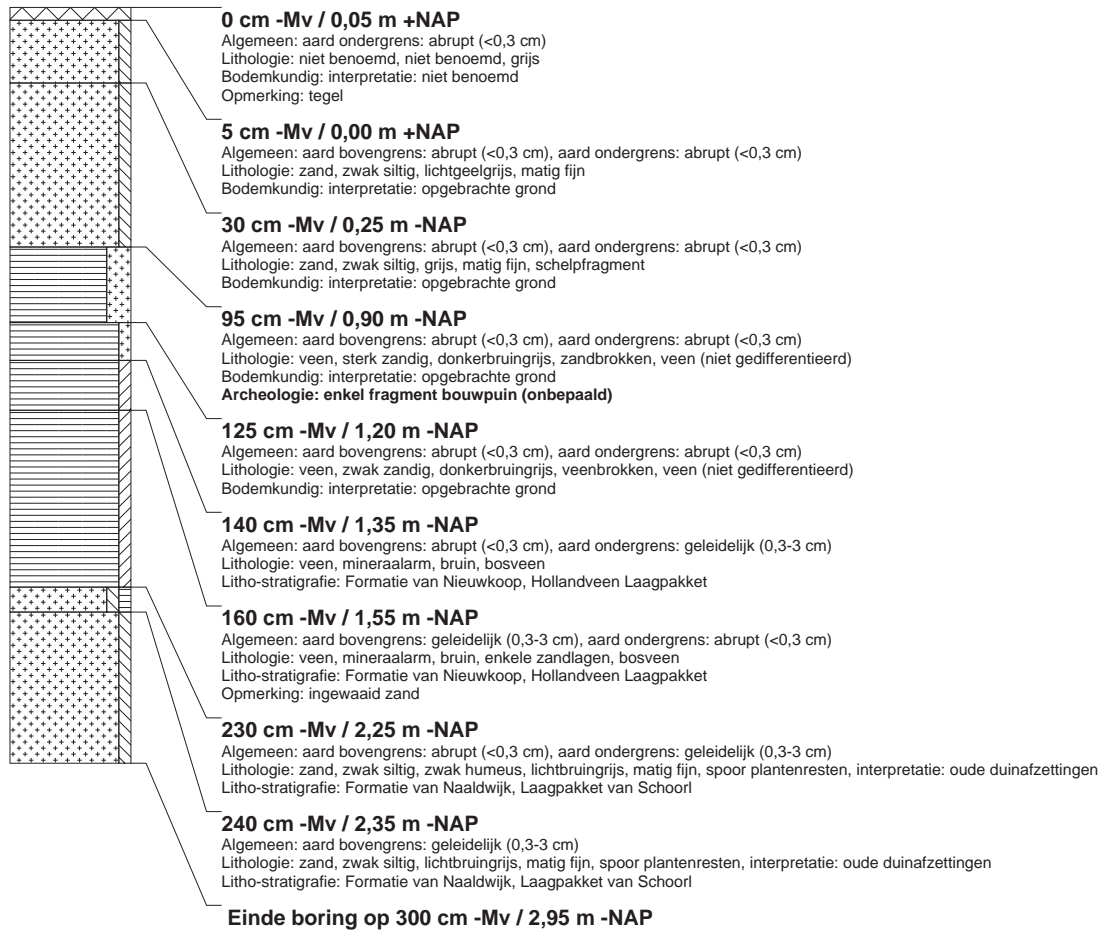 0 cm -Mv / 0,05 m +NAP
Algemeen: aard ondergrens: abrupt (<0,3 cm)
Lithologie: niet benoemd, niet benoemd, grijs
Bodemkundig: interpretatie: niet benoemd
Opmerking: tegel
5 cm -Mv / 0,00 m +NAP
Algemeen: aard bovengrens: abrupt (<0,3 cm), aard ondergrens: abrupt (<0,3 cm)
Lithologie: zand, zwak siltig, lichtgeelgrijs, matig fijn
Bodemkundig: interpretatie: opgebrachte grond
30 cm -Mv / 0,25 m -NAP
Algemeen: aard bovengrens: abrupt (<0,3 cm), aard ondergrens: abrupt (<0,3 cm)
Lithologie: zand, zwak siltig, grijs, matig fijn, schelpfragment
Bodemkundig: interpretatie: opgebrachte grond
95 cm -Mv / 0,90 m -NAP
Algemeen: aard bovengrens: abrupt (<0,3 cm), aard ondergrens: abrupt (<0,3 cm)
Lithologie: veen, sterk zandig, donkerbruingrijs, zandbrokken, veen (niet gedifferentieerd)
Bodemkundig: interpretatie: opgebrachte grond
Archeologie: enkel fragment bouwpuin (onbepaald)
125 cm -Mv / 1,20 m -NAP
Algemeen: aard bovengrens: abrupt (<0,3 cm), aard ondergrens: abrupt (<0,3 cm)
Lithologie: veen, zwak zandig, donkerbruingrijs, veenbrokken, veen (niet gedifferentieerd)
Bodemkundig: interpretatie: opgebrachte grond
140 cm -Mv / 1,35 m -NAP
Algemeen: aard bovengrens: abrupt (<0,3 cm), aard ondergrens: geleidelijk (0,3-3 cm)
Lithologie: veen, mineraalarm, bruin, bosveen
Litho-stratigrafie: Formatie van Nieuwkoop, Hollandveen Laagpakket
160 cm -Mv / 1,55 m -NAP
Algemeen: aard bovengrens: geleidelijk (0,3-3 cm), aard ondergrens: abrupt (<0,3 cm)
Lithologie: veen, mineraalarm, bruin, enkele zandlagen, bosveen
Litho-stratigrafie: Formatie van Nieuwkoop, Hollandveen Laagpakket
Opmerking: ingewaaid zand
230 cm -Mv / 2,25 m -NAP
Algemeen: aard bovengrens: abrupt (<0,3 cm), aard ondergrens: geleidelijk (0,3-3 cm)
Lithologie: zand, zwak siltig, zwak humeus, lichtbruingrijs, matig fijn, spoor plantenresten, interpretatie: oude duinafzettingen
Litho-stratigrafie: Formatie van Naaldwijk, Laagpakket van Schoorl
240 cm -Mv / 2,35 m -NAP
Algemeen: aard bovengrens: geleidelijk (0,3-3 cm)
Lithologie: zand, zwak siltig, lichtbruingrijs, matig fijn, spoor plantenresten, interpretatie: oude duinafzettingen
Litho-stratigrafie: Formatie van Naaldwijk, Laagpakket van Schoorl
Einde boring op 300 cm -Mv / 2,95 m -NAP